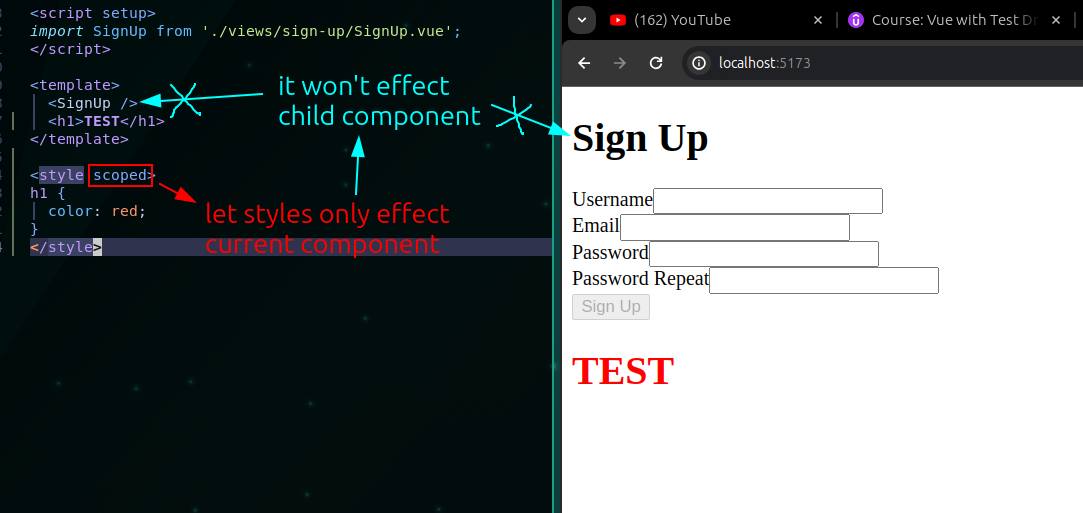 <script setup>
import SignUp from './views/sign-up/SignUp.vue';
</script>
<template>
<SignUp />
<h1>TEST</h1>
</template>
<style scoped>
h1 {
color: red;
}
</style>
it won't effect
child component
let styles only effect
current component
(162) YouTube
Course: Vue with Test Dr
localhost:5173
Sign Up
Username
Email
Password
Password Repeat
Sign Up
TEST